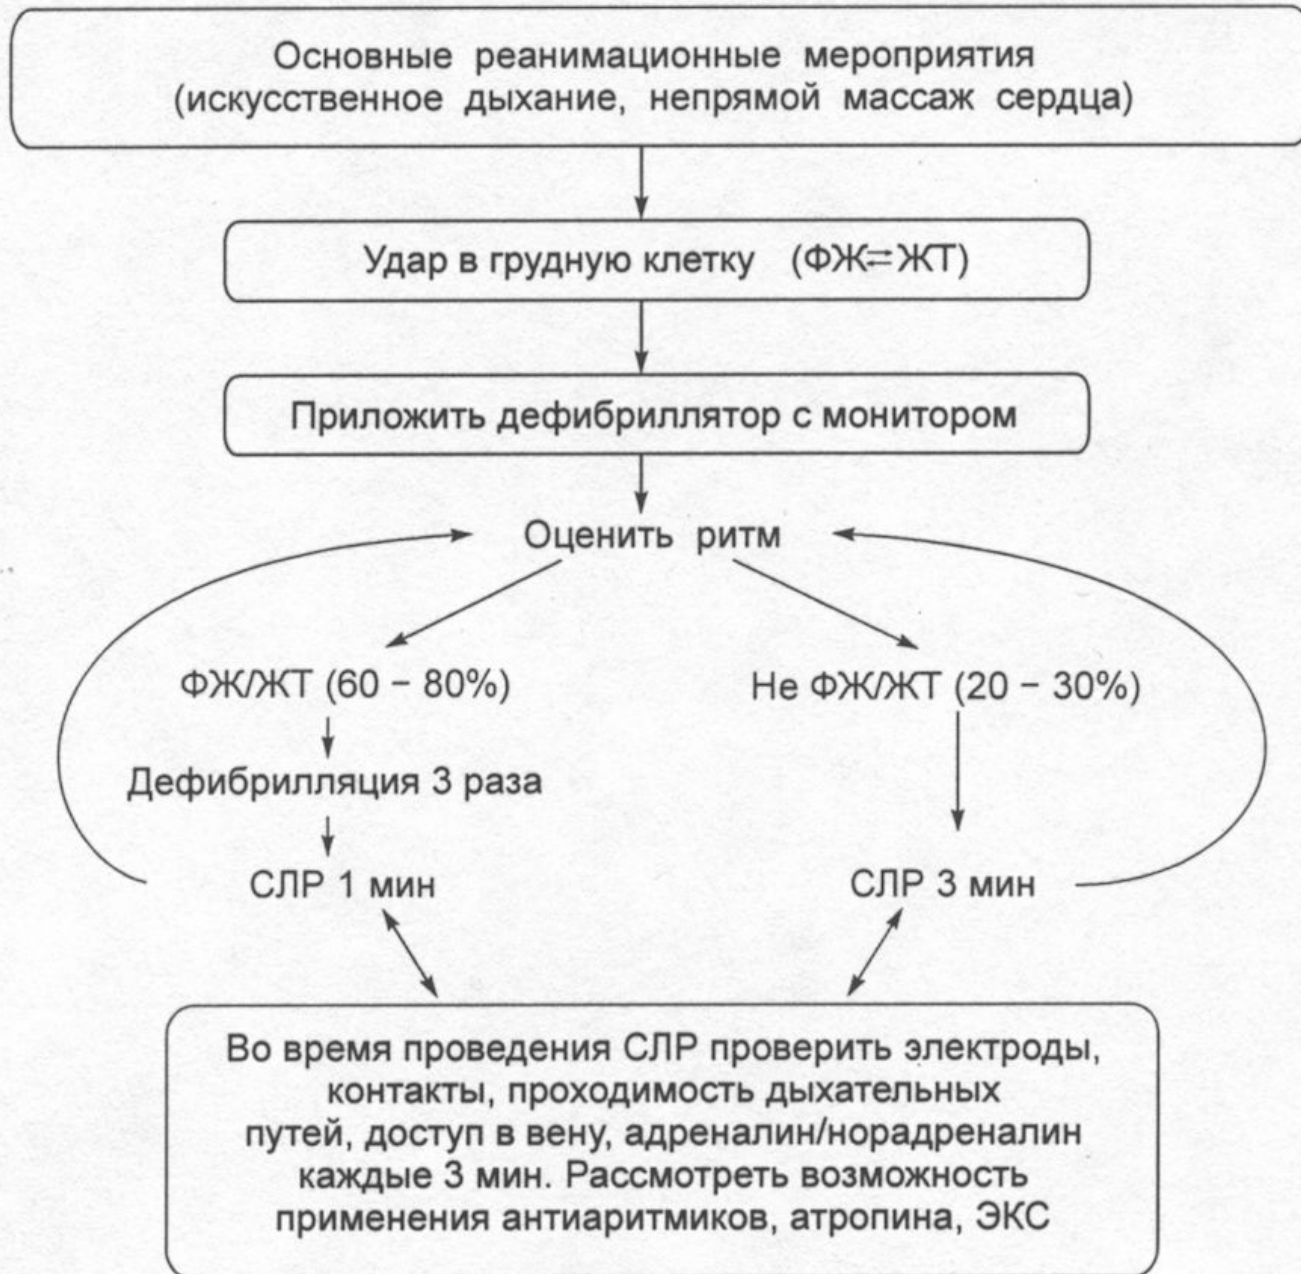 Основные реанимационные мероприятия
(искусственное дыхание, непрямой массаж сердца)
Удар в грудную клетку (ФЖ⇄ЖТ)
Приложить дефибриллятор с монитором
Оценить ритм
ФЖ/ЖТ (60 – 80%)
Не ФЖ/ЖТ (20 – 30%)
Дефибрилляция 3 раза
СЛР 1 мин
СЛР 3 мин
Во время проведения СЛР проверить электроды,
контакты, проходимость дыхательных
путей, доступ в вену, адреналин/норадреналин
каждые 3 мин. Рассмотреть возможность
применения антиаритмиков, атропина, ЭКС